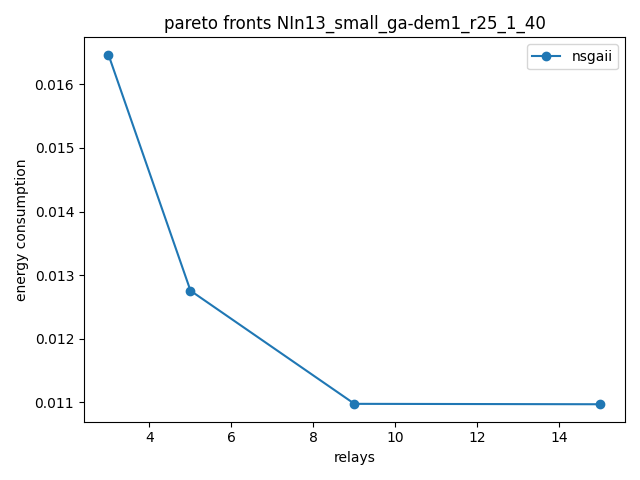 pareto fronts NIn13_small_ga-dem1_r25_1_40
nsgaii
0.016
0.015
0.014
0.013
0.012
0.011
energy consumption
4 6 8 10 12 14
relays